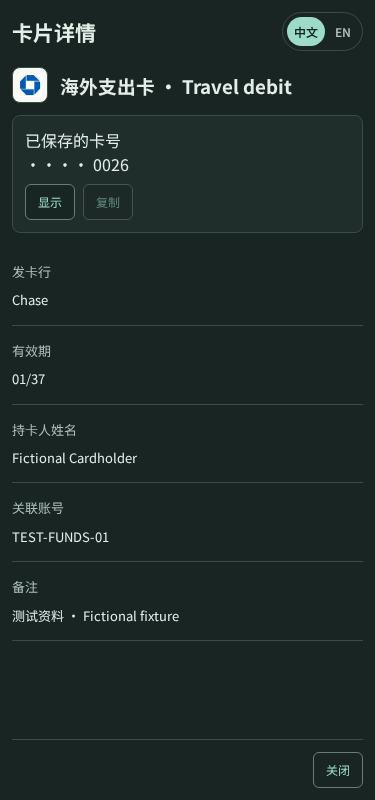 卡片详情
中文
EN
海外支出卡 • Travel debit
已保存的卡号
•••• 0026
显示
复制
发卡行
Chase
有效期
01/37
持卡人姓名
Fictional Cardholder
关联账号
TEST-FUNDS-01
备注
测试资料 • Fictional fixture
关闭